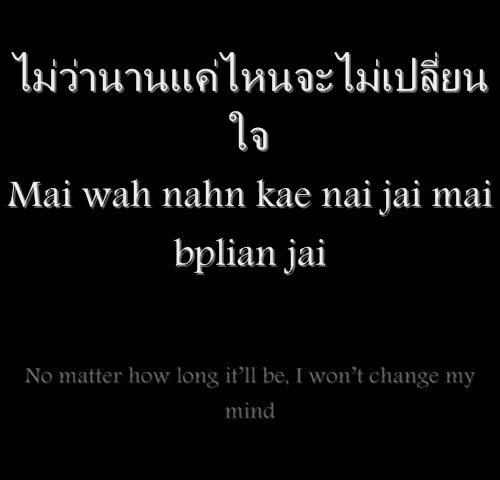 ไม่ว่านานแค่ไหนจะไม่เปลี่ยน
ใจ
Mai wah nahn kae nai jai mai
bplian jai
No matter how long it’ll be, I won’t change my
mind